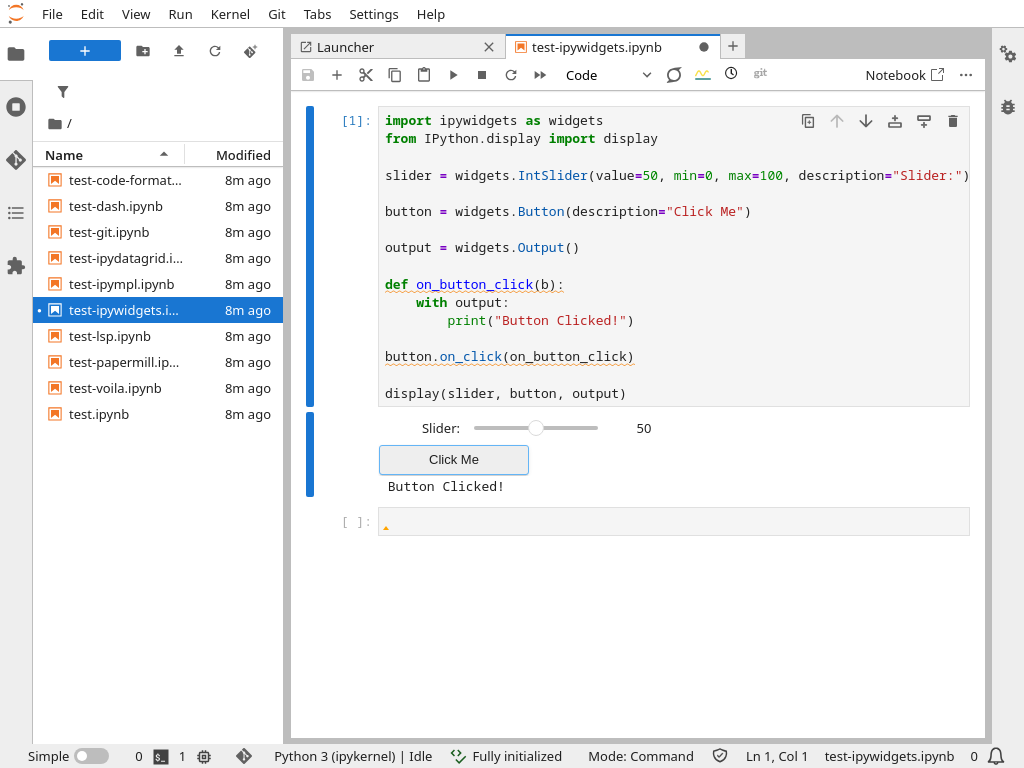 File Edit View Run Kernel Git Tabs Settings Help
Launcher
test-ipywidgets.ipynb
Code
git
Notebook
/
Name Modified
test-code-format... 8m ago
test-dash.ipynb 8m ago
test-git.ipynb 8m ago
test-ipydatagrid.i... 8m ago
test-ipympl.ipynb 8m ago
test-ipywidgets.i... 8m ago
test-lsp.ipynb 8m ago
test-papermill.ip... 8m ago
test-voila.ipynb 8m ago
test.ipynb 8m ago
[1]:
import ipywidgets as widgets
from IPython.display import display
slider = widgets.IntSlider(value=50, min=0, max=100, description="Slider:")
button = widgets.Button(description="Click Me")
output = widgets.Output()
def on_button_click(b):
    with output:
        print("Button Clicked!")
button.on_click(on_button_click)
display(slider, button, output)
Slider: 50
Click Me
Button Clicked!
[ ]:
Simple 0 1 Python 3 (ipykernel) | Idle Fully initialized Mode: Command Ln 1, Col 1 test-ipywidgets.ipynb 0